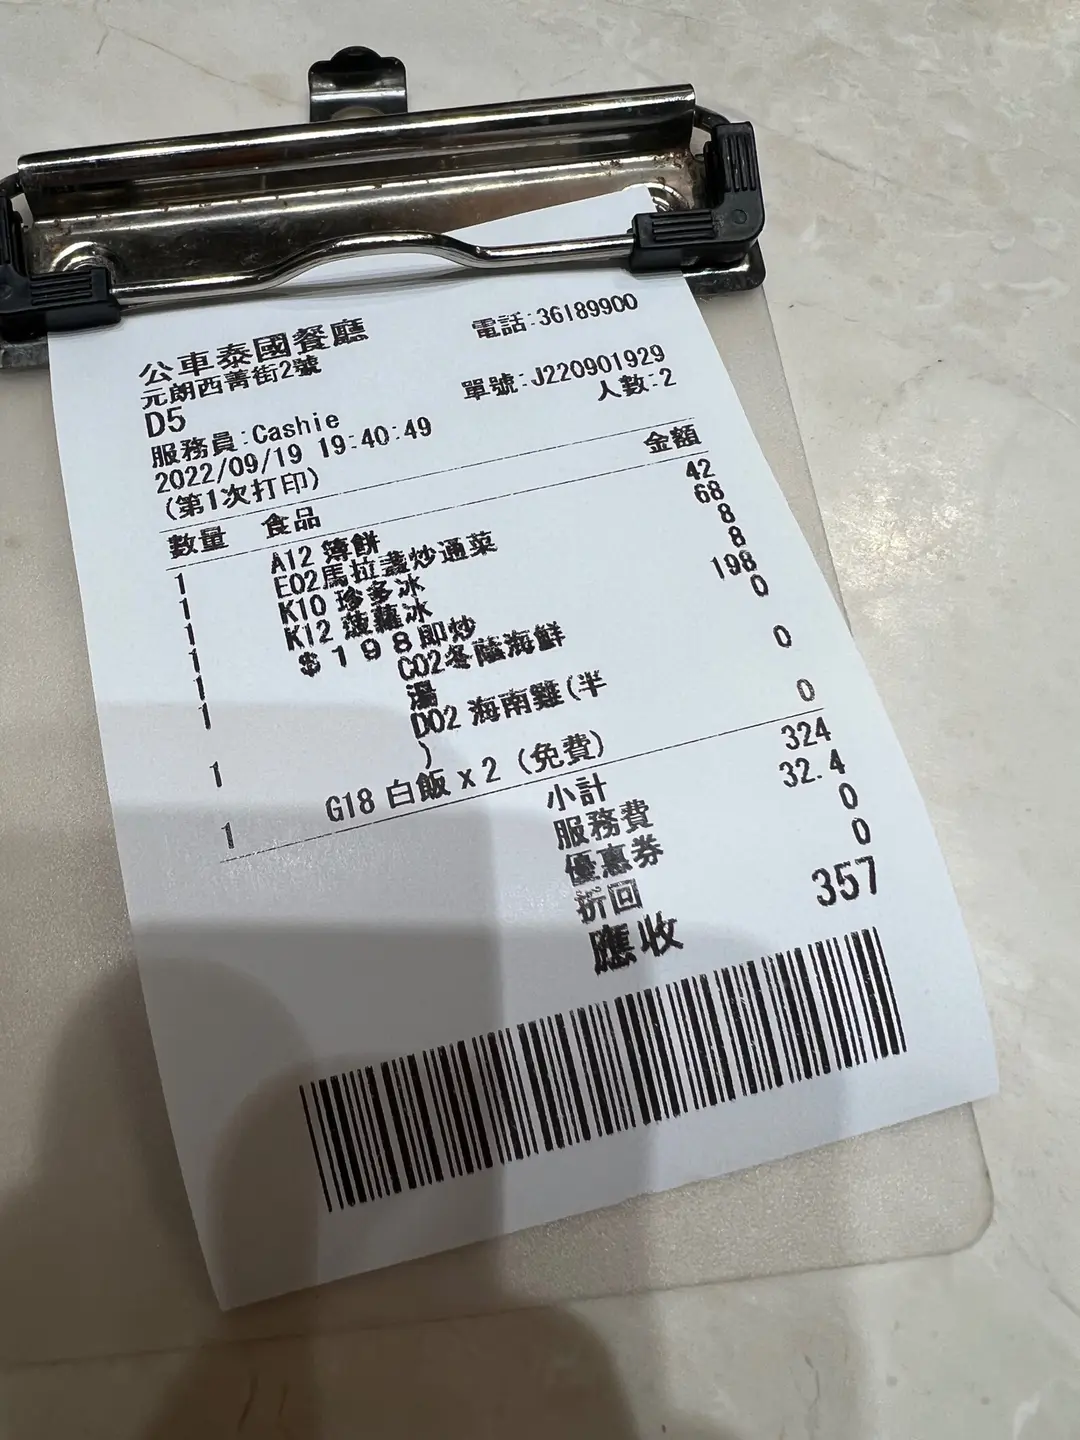 公車泰國餐廳
電話:36189900
元朗西菁街2號
D5
單號:J220901929
服務員:Cashie
人數:2
2022/09/19 19:40:49
(第1次打印)
數量 食品 金額
1 A12 薄餅 42
1 E02馬拉盞炒通菜 68
1 K10 珍多冰 8
1 K12 菠蘿冰 8
1 $198即炒 198
1 C02冬蔭海鮮 0
湯
1 D02 海南雞(半 0
)
1 G18 白飯 x 2 (免費) 0
小計 324
服務費 32.4
優惠券 0
折回 0
應收 357